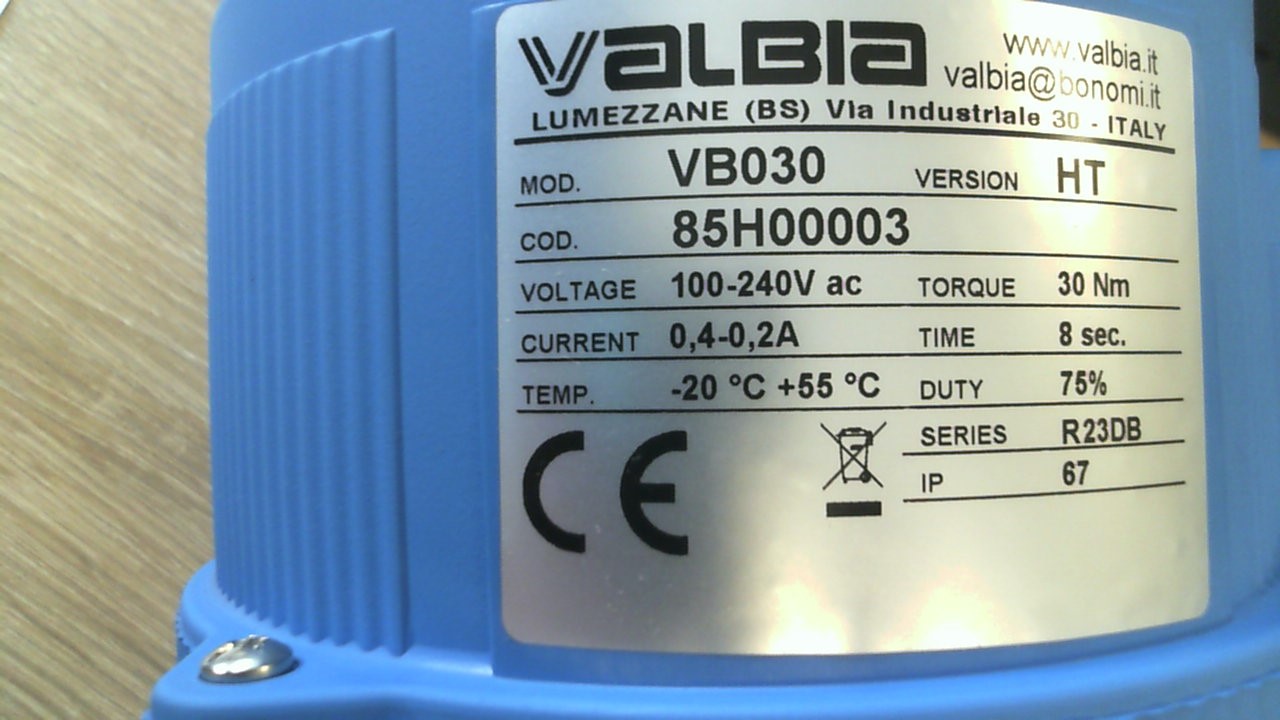 VALBIA
www.valbia.it
valbia@bonomi.it
LUMEZZANE (BS) Via Industriale 30 - ITALY
MOD. VB030 VERSION HT
COD. 85H00003
VOLTAGE 100-240V ac TORQUE 30 Nm
CURRENT 0,4-0,2A TIME 8 sec.
TEMP. -20 °C +55 °C DUTY 75%
CE SERIES R23DB
IP 67